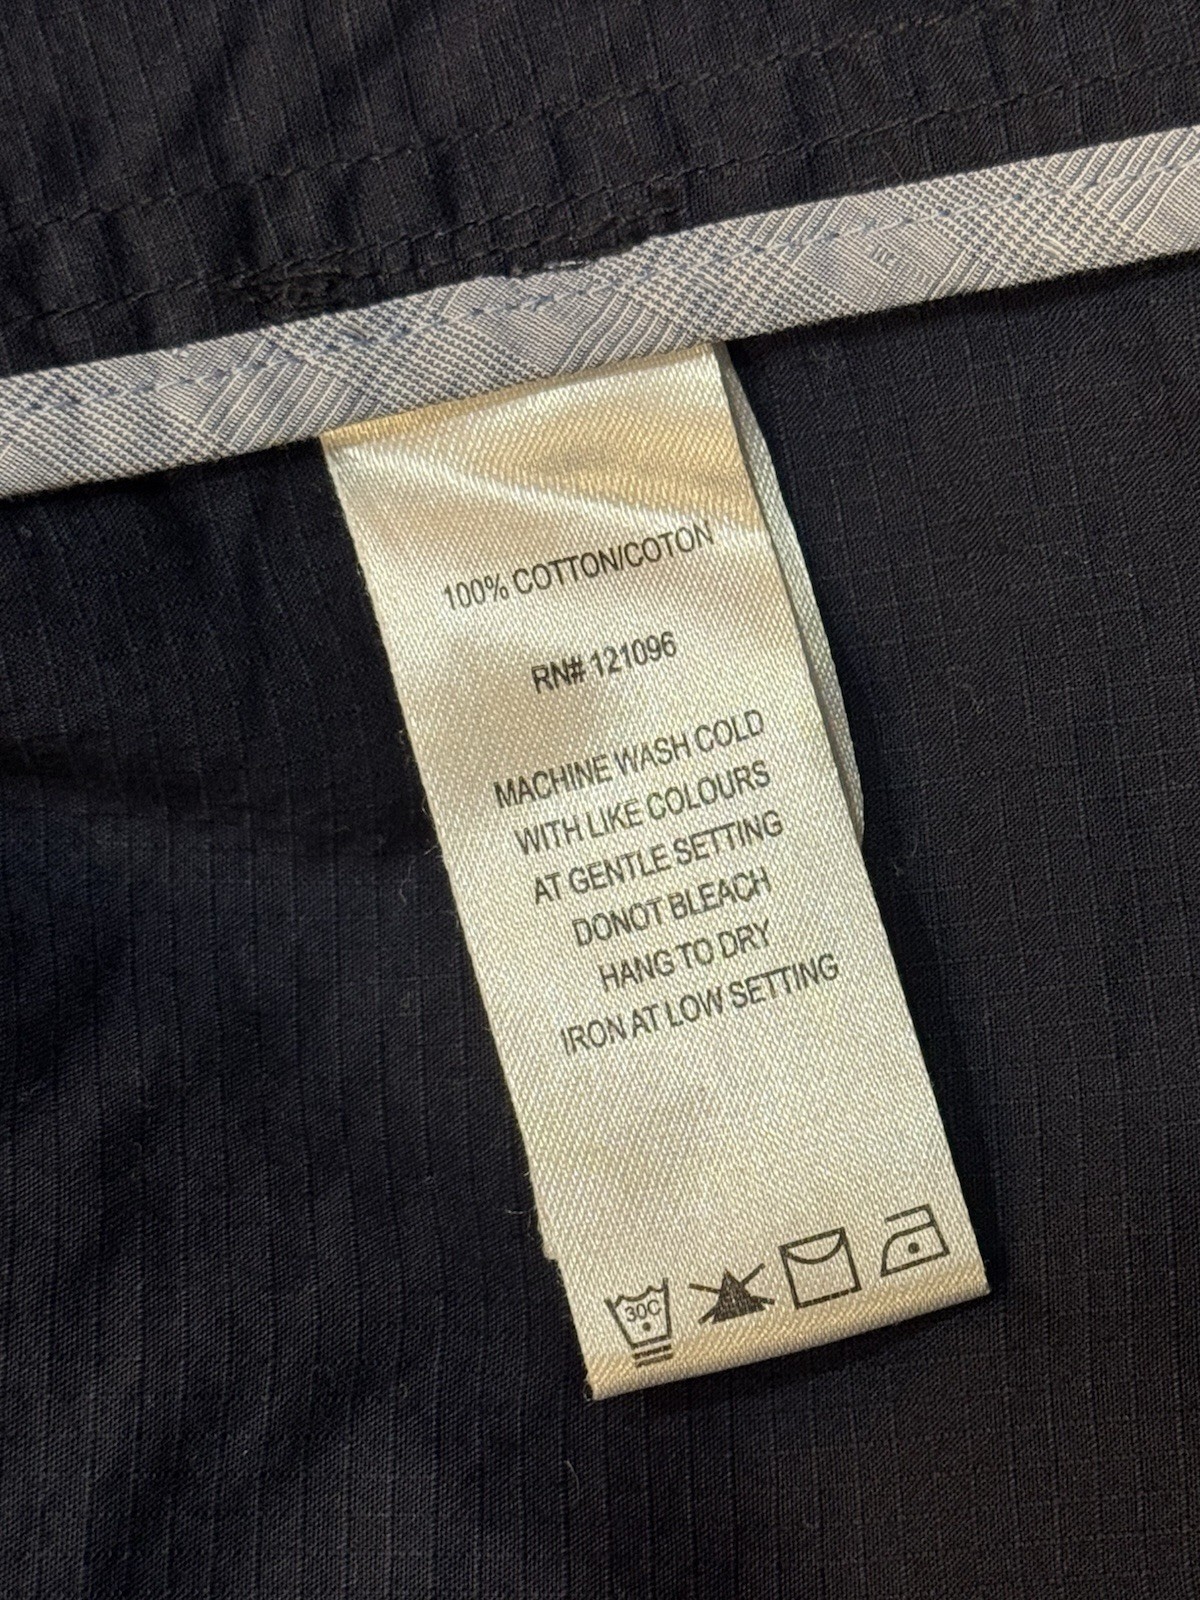 100% COTTON/COTON
RN# 121096
MACHINE WASH COLD
WITH LIKE COLOURS
AT GENTLE SETTING
DONOT BLEACH
HANG TO DRY
IRON AT LOW SETTING
30C